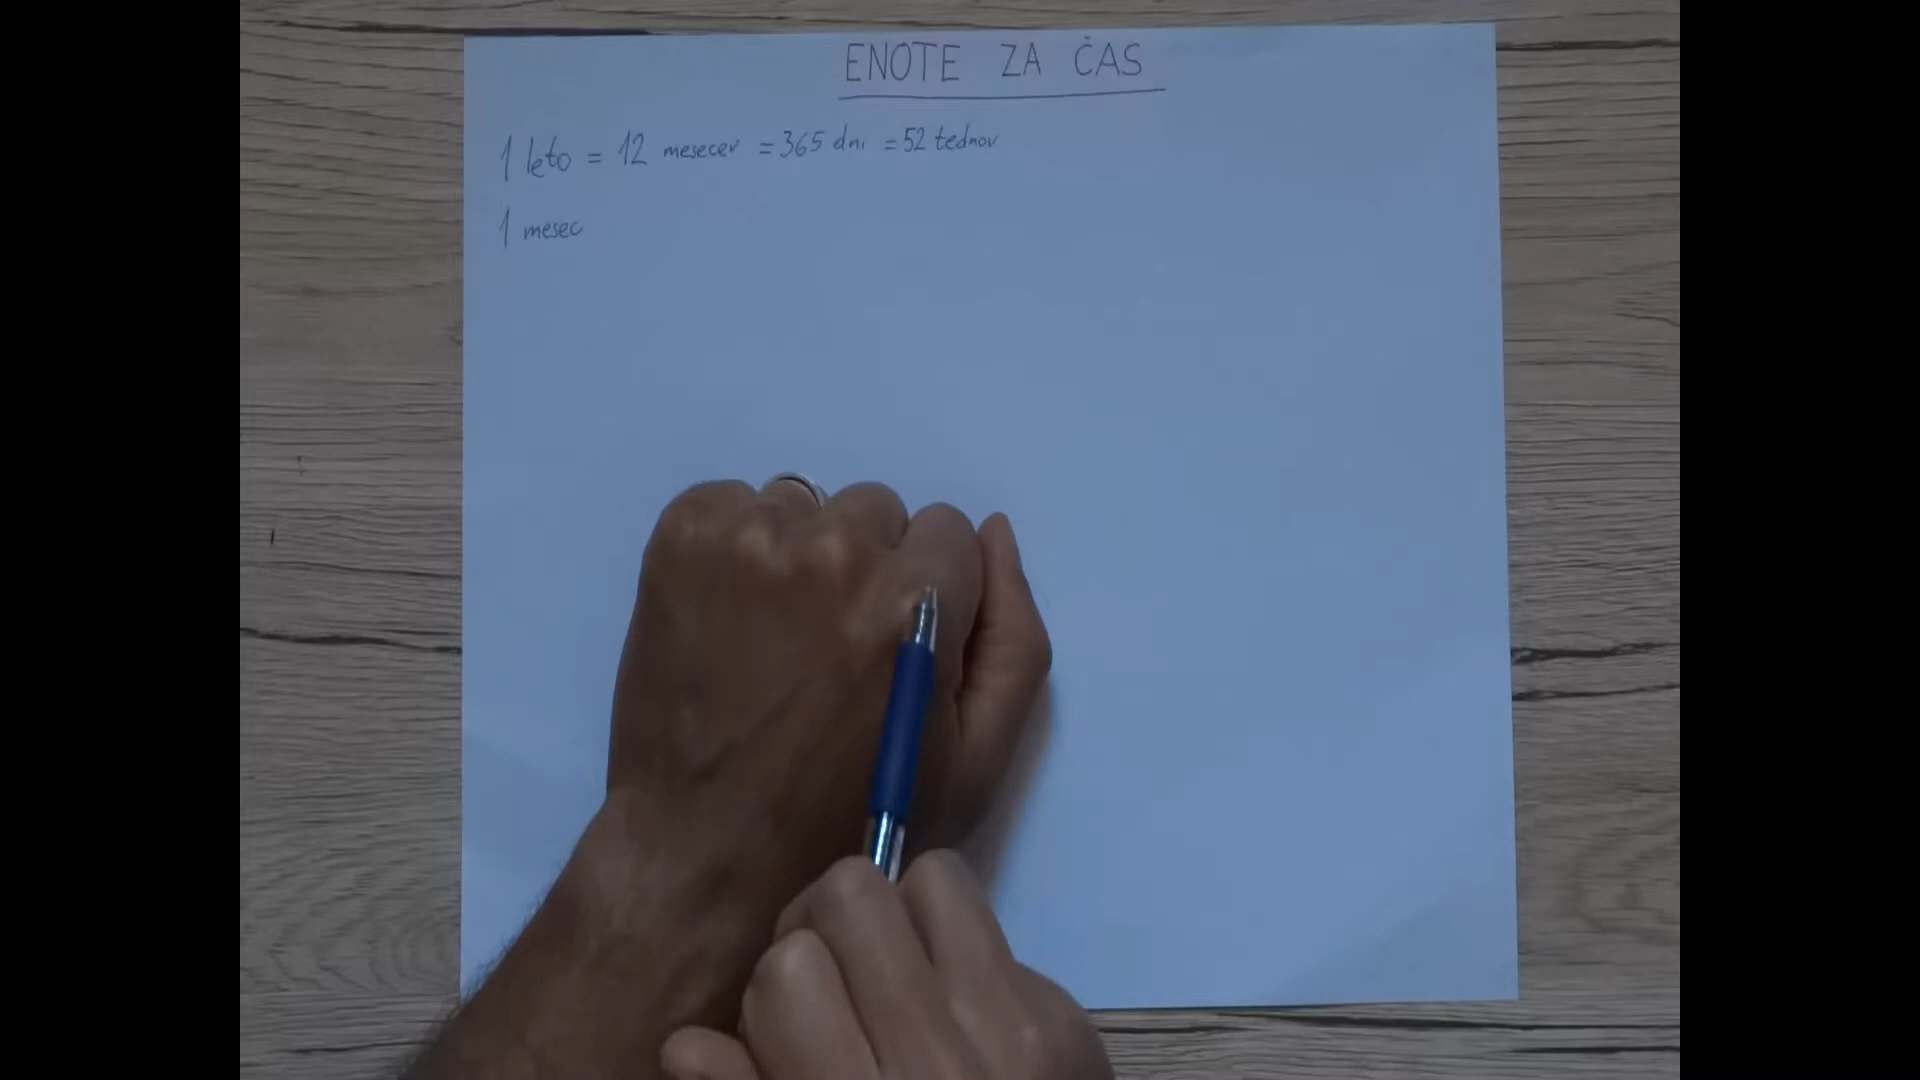 ENOTE ZA ČAS
1 leto = 12 mesecev = 365 dni = 52 tednov
1 mesec